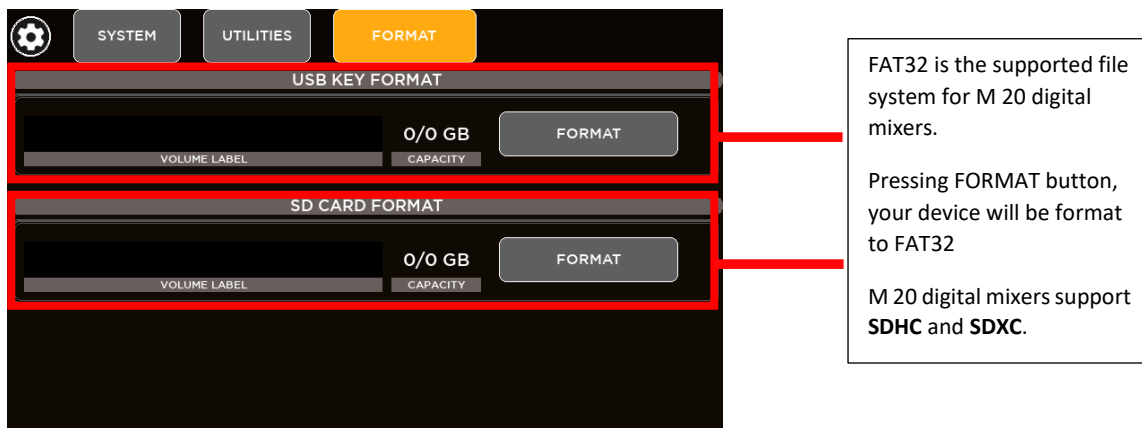 SYSTEM UTILITIES FORMAT
USB KEY FORMAT
0/0 GB FORMAT
VOLUME LABEL CAPACITY
SD CARD FORMAT
0/0 GB FORMAT
VOLUME LABEL CAPACITY
FAT32 is the supported file
system for M 20 digital
mixers.
Pressing FORMAT button,
your device will be format
to FAT32
M 20 digital mixers support
SDHC and SDXC.